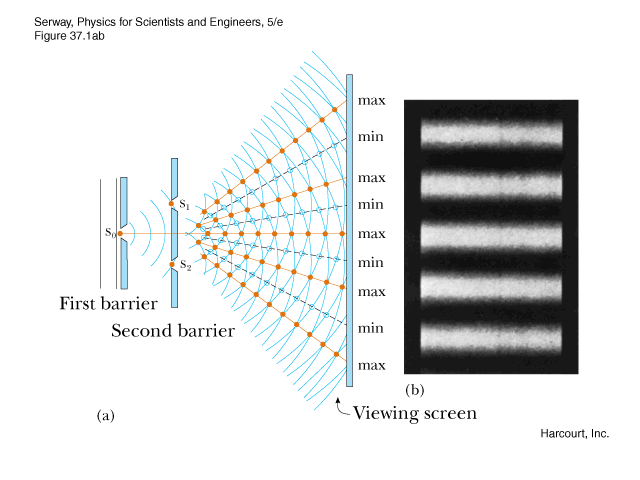 Serway, Physics for Scientists and Engineers, 5/e
Figure 37.1ab
max
min
max
min
max
min
max
min
max
S0
S1
S2
First barrier
Second barrier
Viewing screen
(a)
(b)
Harcourt, Inc.